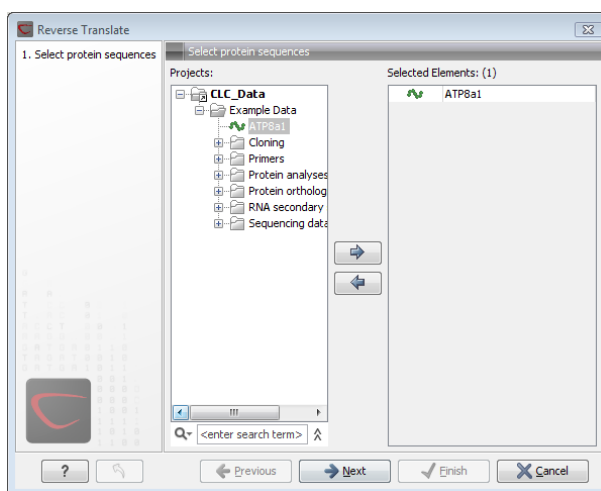 Reverse Translate
1. Select protein sequences
Select protein sequences
Projects:
CLC_Data
Example Data
ATP8a1
Cloning
Primers
Protein analyses
Protein ortholog
RNA secondary
Sequencing data
<enter search term>
Selected Elements: (1)
ATP8a1
?
Previous
Next
Finish
Cancel